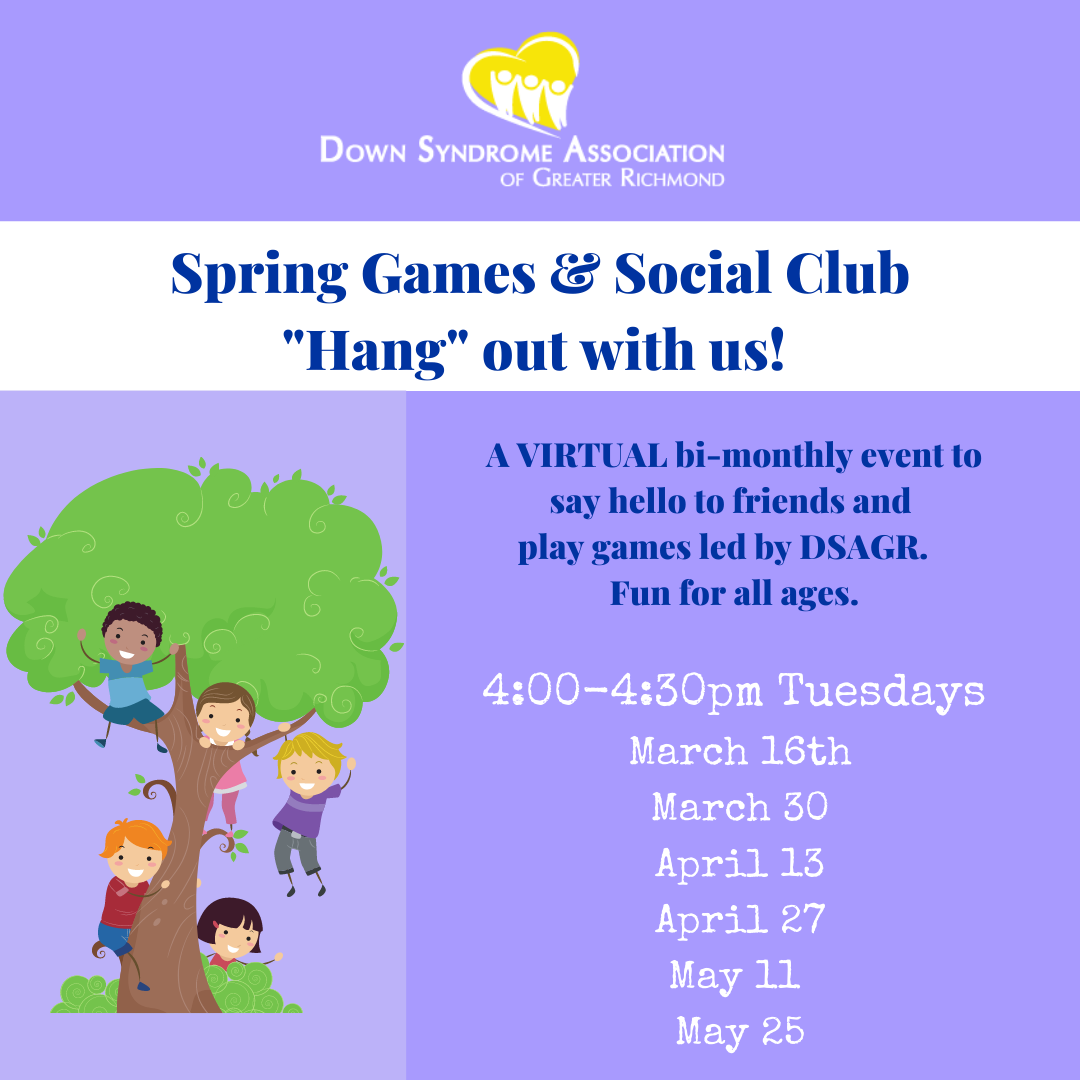 Down Syndrome Association
of Greater Richmond
Spring Games & Social Club
"Hang" out with us!
A VIRTUAL bi-monthly event to
say hello to friends and
play games led by DSAGR.
Fun for all ages.
4:00-4:30pm Tuesdays
March 16th
March 30
April 13
April 27
May 11
May 25